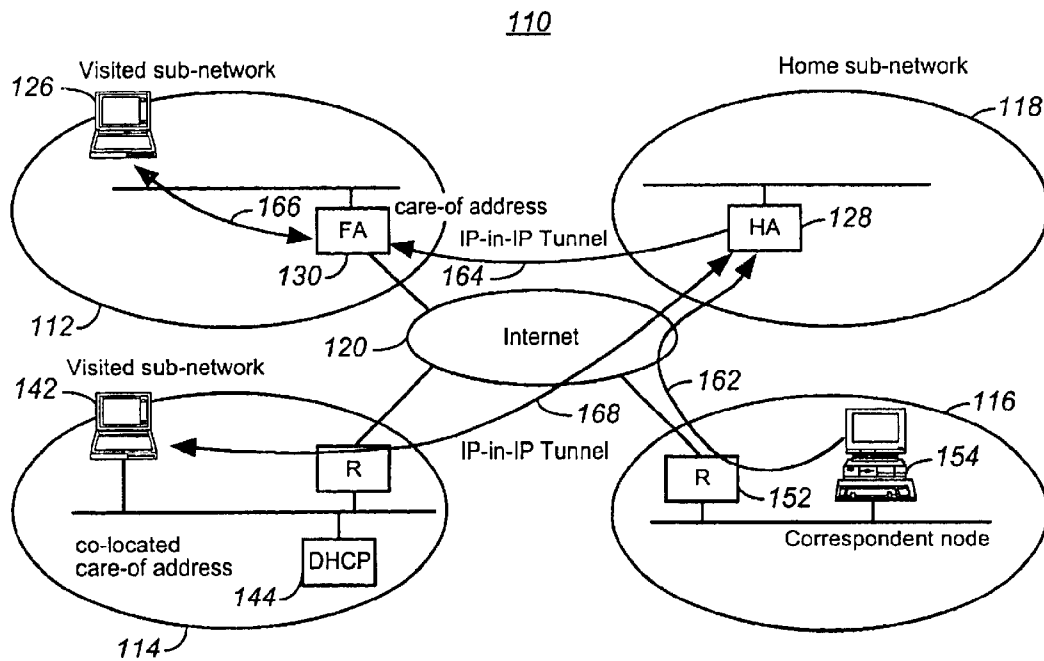 110
Visited sub-network
126
Home sub-network
118
166
care-of address
FA
IP-in-IP Tunnel
HA
128
130
164
112
120
Internet
Visited sub-network
142
162
168
116
IP-in-IP Tunnel
R
R
152
154
co-located
care-of address
DHCP
144
Correspondent node
114